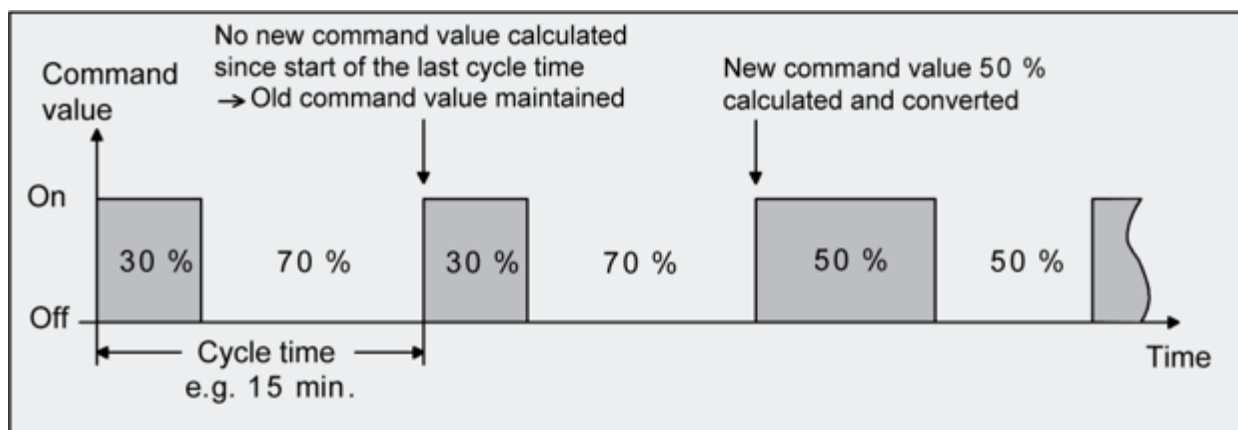 No new command value calculated
since start of the last cycle time
→ Old command value maintained
Command
value
New command value 50 %
calculated and converted
On
30 %
70 %
30 %
70 %
50 %
50 %
Off
Cycle time
e.g. 15 min.
Time